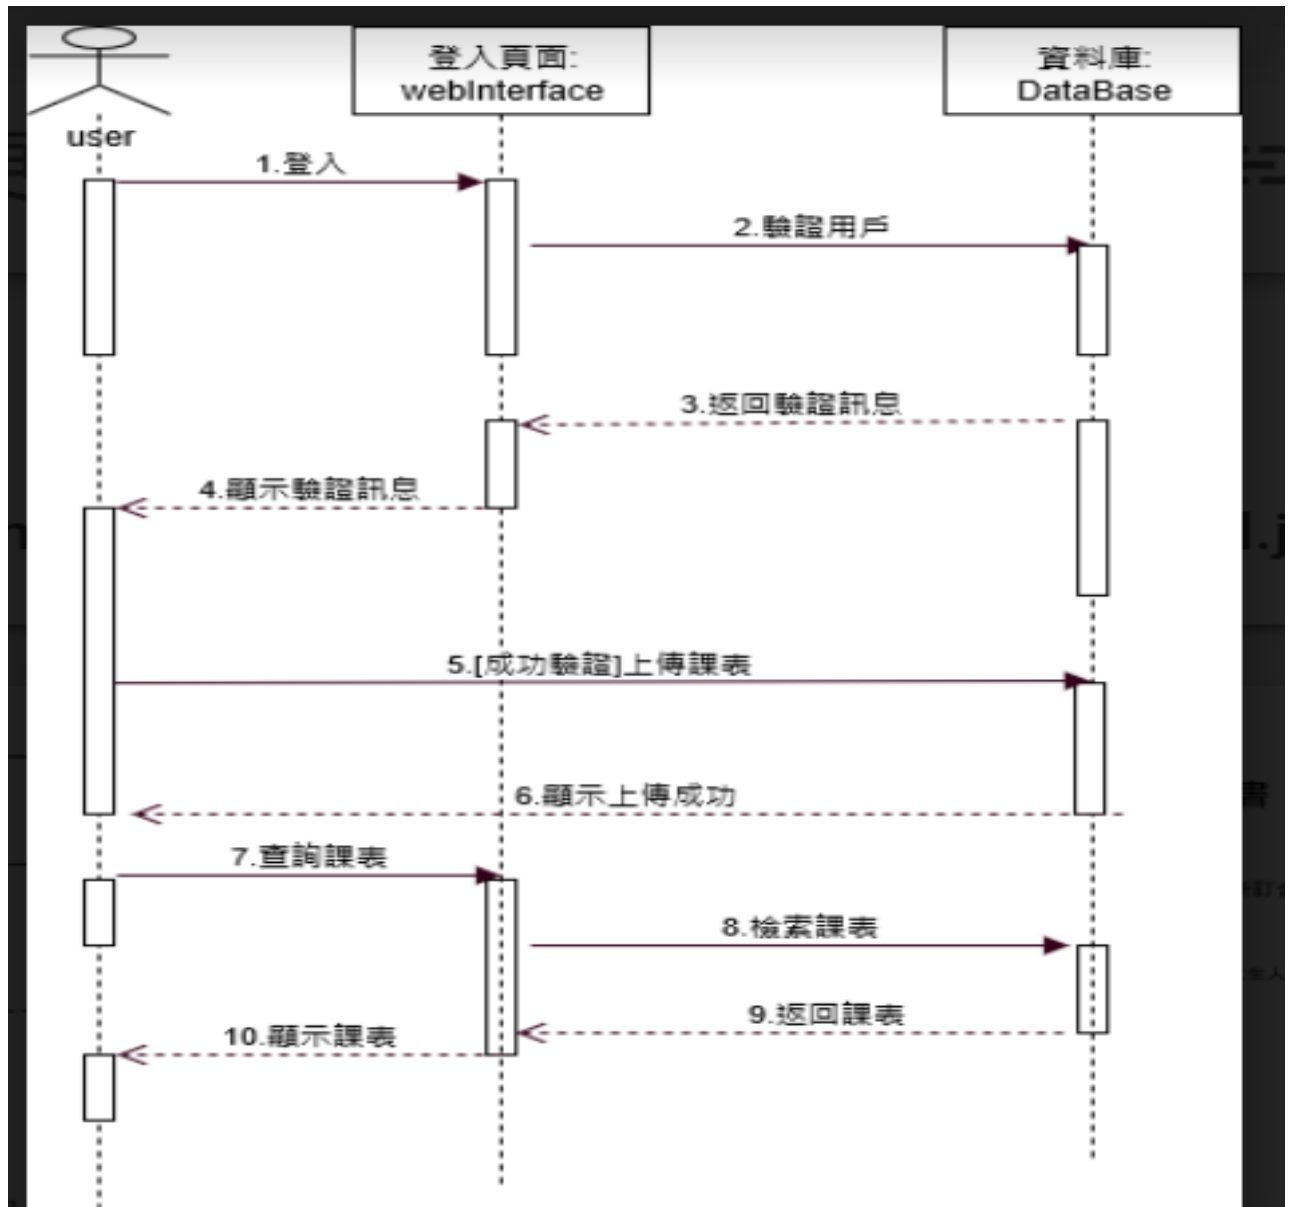 登入頁面:
webInterface
資料庫:
DataBase
user
1.登入
2.驗證用戶
3.返回驗證訊息
4.顯示驗證訊息
5.[成功驗證]上傳課表
6.顯示上傳成功
7.查詢課表
8.檢索課表
9.返回課表
10.顯示課表
書